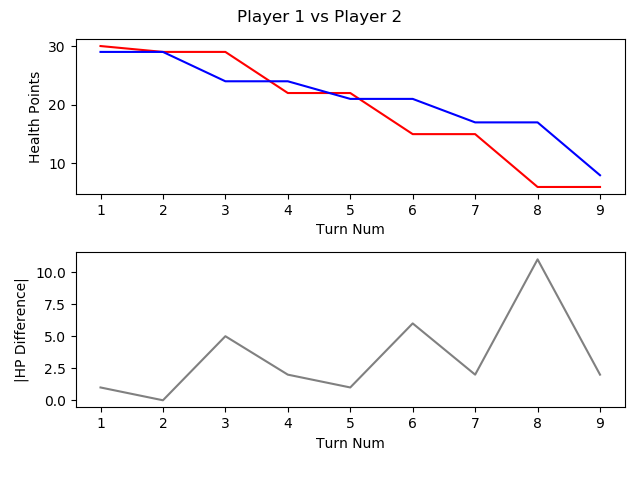 Player 1 vs Player 2
Health Points
30
20
10
1 2 3 4 5 6 7 8 9
Turn Num
|HP Difference|
10.0
7.5
5.0
2.5
0.0
1 2 3 4 5 6 7 8 9
Turn Num